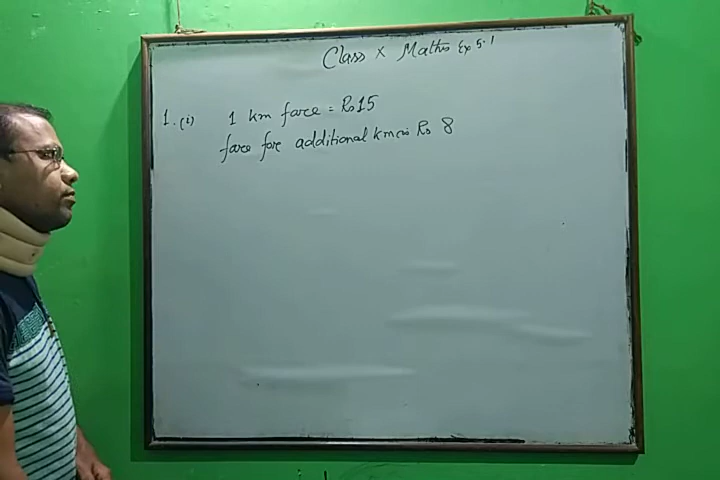 Class X Maths Ex 5.1
1. (i) 1 km fare = Rs 15
fare for additional km is Rs 8